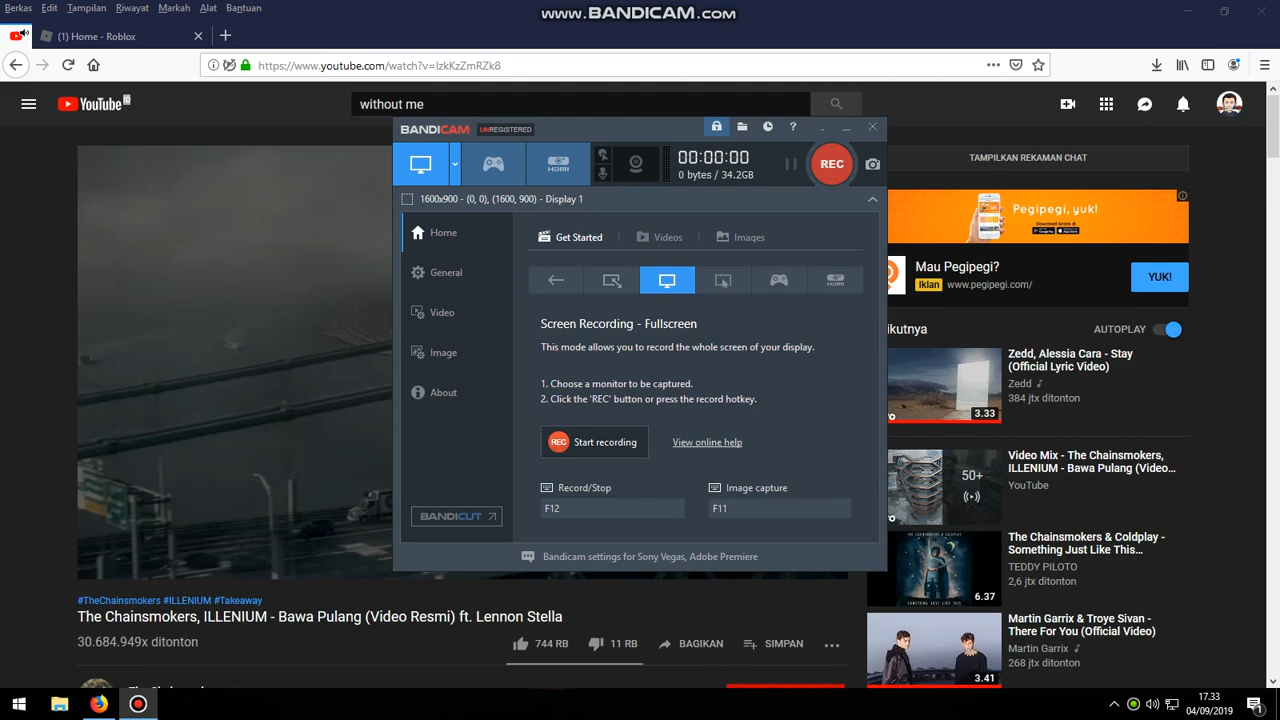 Berkas Edit Tampilan Riwayat Markah Alat Bantuan
www.BANDICAM.com
(1) Home - Roblox
https://www.youtube.com/watch?v=lzkKzZmRZk8
YouTube ID
without me
BANDICAM UNREGISTERED
00:00:00
0 bytes / 34.2GB
REC
HDMI
1600x900 - (0, 0), (1600, 900) - Display 1
Home
General
Video
Image
About
BANDICUT
Get Started
Videos
Images
HDMI
Screen Recording - Fullscreen
This mode allows you to record the whole screen of your display.
1. Choose a monitor to be captured.
2. Click the 'REC' button or press the record hotkey.
REC Start recording
View online help
Record/Stop
Image capture
F12
F11
Bandicam settings for Sony Vegas, Adobe Premiere
TAMPILKAN REKAMAN CHAT
Pegipegi, yuk!
Mau Pegipegi?
Iklan www.pegipegi.com/
YUK!
ikutnya
AUTOPLAY
Zedd, Alessia Cara - Stay
(Official Lyric Video)
Zedd
384 jtx ditonton
3.33
Video Mix - The Chainsmokers,
ILLENIUM - Bawa Pulang (Video...
YouTube
50+
The Chainsmokers & Coldplay -
Something Just Like This...
TEDDY PILOTO
2,6 jtx ditonton
6.37
Martin Garrix & Troye Sivan -
There For You (Official Video)
Martin Garrix
268 jtx ditonton
3.41
#TheChainsmokers #ILLENIUM #Takeaway
The Chainsmokers, ILLENIUM - Bawa Pulang (Video Resmi) ft. Lennon Stella
30.684.949x ditonton
744 RB
11 RB
BAGIKAN
SIMPAN
17.33
04/09/2019